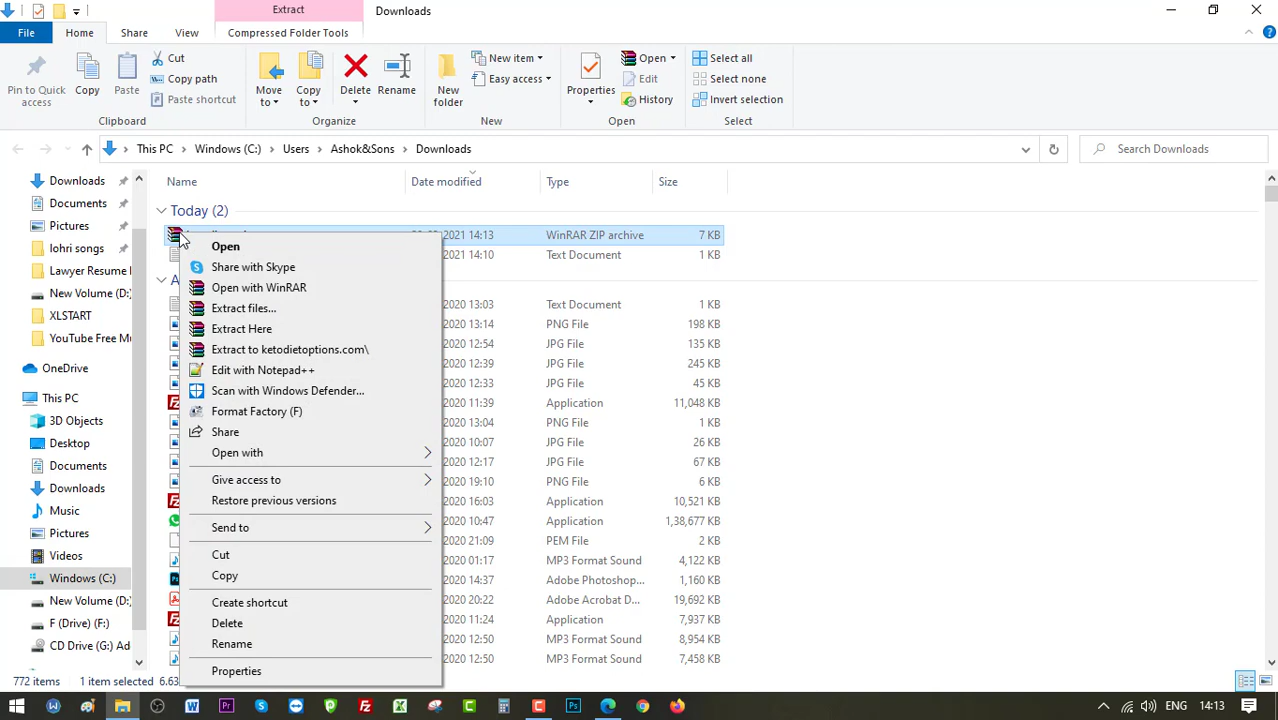 Extract
Downloads
File
Home
Share
View
Compressed Folder Tools
Pin to Quick access
Copy
Paste
Cut
Copy path
Paste shortcut
Move to
Copy to
Delete
Rename
New folder
New item
Easy access
Properties
Open
Edit
History
Select all
Select none
Invert selection
Clipboard
Organize
New
Open
Select
This PC
Windows (C:)
Users
Ashok&Sons
Downloads
Search Downloads
Downloads
Documents
Pictures
lohri songs
Lawyer Resume
New Volume (D:
XLSTART
YouTube Free Mu
OneDrive
This PC
3D Objects
Desktop
Documents
Downloads
Music
Pictures
Videos
Windows (C:)
New Volume (D:
F (Drive) (F:)
CD Drive (G:) Ad
Name
Date modified
Type
Size
Today (2)
2021 14:13 WinRAR ZIP archive 7 KB
2021 14:10 Text Document 1 KB
A
2020 13:03 Text Document 1 KB
2020 13:14 PNG File 198 KB
2020 12:54 JPG File 135 KB
2020 12:39 JPG File 245 KB
2020 12:33 JPG File 45 KB
2020 11:39 Application 11,048 KB
2020 13:04 PNG File 1 KB
2020 10:07 JPG File 26 KB
2020 12:17 JPG File 67 KB
2020 19:10 PNG File 6 KB
2020 16:03 Application 10,521 KB
2020 10:47 Application 1,38,677 KB
2020 21:09 PEM File 2 KB
2020 01:17 MP3 Format Sound 4,122 KB
2020 14:37 Adobe Photoshop... 1,160 KB
2020 20:22 Adobe Acrobat D... 19,692 KB
2020 11:24 Application 7,937 KB
2020 12:50 MP3 Format Sound 8,954 KB
2020 12:50 MP3 Format Sound 7,458 KB
Open
Share with Skype
Open with WinRAR
Extract files...
Extract Here
Extract to ketodietoptions.com\
Edit with Notepad++
Scan with Windows Defender...
Format Factory (F)
Share
Open with
Give access to
Restore previous versions
Send to
Cut
Copy
Create shortcut
Delete
Rename
Properties
772 items
1 item selected 6.63
ENG
14:13